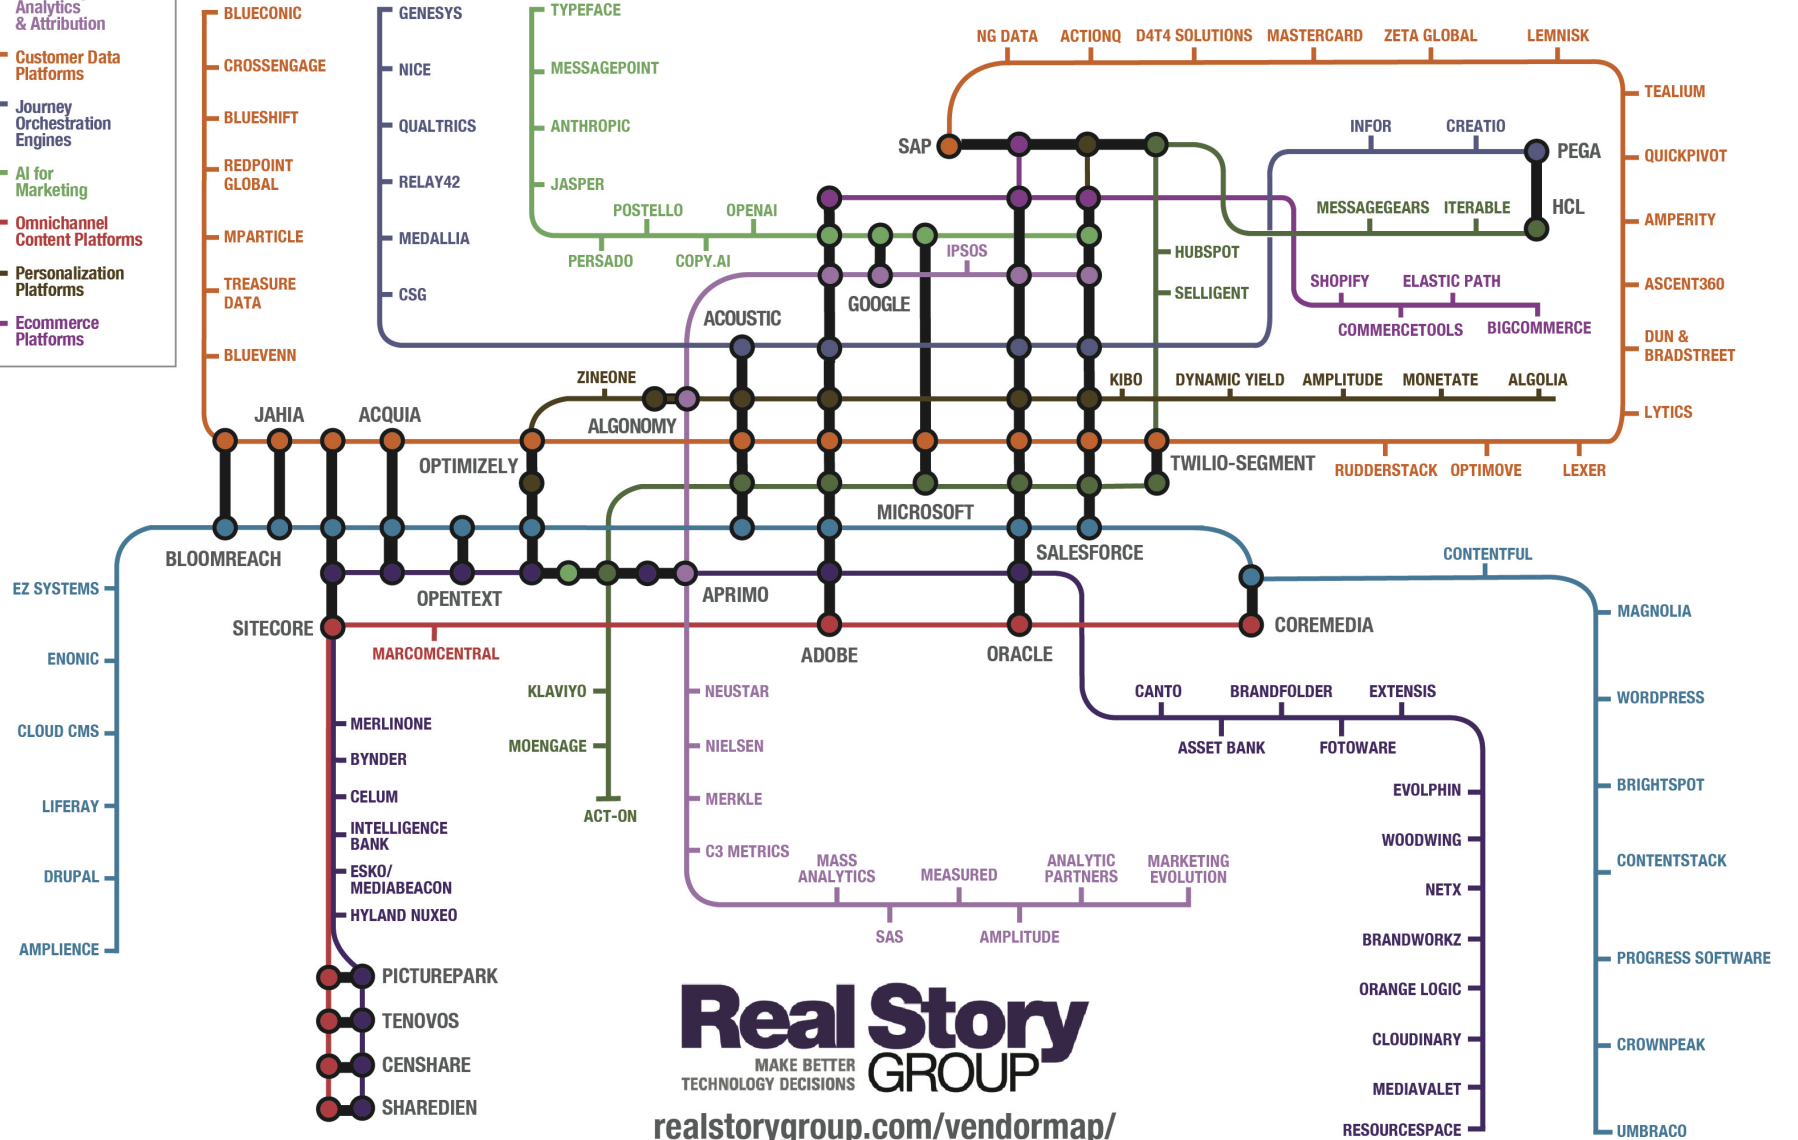 Analytics
& Attribution
Customer Data
Platforms
Journey
Orchestration
Engines
AI for
Marketing
Omnichannel
Content Platforms
Personalization
Platforms
Ecommerce
Platforms
BLUECONIC
CROSSENGAGE
BLUESHIFT
REDPOINT
GLOBAL
MPARTICLE
TREASURE
DATA
BLUEVENN
GENESYS
NICE
QUALTRICS
RELAY42
MEDALLIA
CSG
TYPEFACE
MESSAGEPOINT
ANTHROPIC
JASPER
POSTELLO
OPENAI
PERSADO
COPY.AI
NG DATA
ACTIONQ
D4T4 SOLUTIONS
MASTERCARD
ZETA GLOBAL
LEMNISK
TEALIUM
QUICKPIVOT
AMPERITY
ASCENT360
DUN &
BRADSTREET
LYTICS
SAP
INFOR
CREATIO
PEGA
HCL
MESSAGEGEARS
ITERABLE
HUBSPOT
SELLIGENT
IPSOS
GOOGLE
SHOPIFY
ELASTIC PATH
COMMERCETOOLS
BIGCOMMERCE
ACOUSTIC
ZINEONE
ALGONOMY
KIBO
DYNAMIC YIELD
AMPLITUDE
MONETATE
ALGOLIA
JAHIA
ACQUIA
OPTIMIZELY
TWILIO-SEGMENT
RUDDERSTACK
OPTIMOVE
LEXER
MICROSOFT
BLOOMREACH
SALESFORCE
CONTENTFUL
EZ SYSTEMS
ENONIC
CLOUD CMS
LIFERAY
DRUPAL
AMPLIENCE
OPENTEXT
APRIMO
SITECORE
MARCOMCENTRAL
ADOBE
ORACLE
COREMEDIA
MAGNOLIA
WORDPRESS
BRIGHTSPOT
CONTENTSTACK
PROGRESS SOFTWARE
CROWNPEAK
UMBRACO
KLAVIYO
MOENGAGE
ACT-ON
NEUSTAR
NIELSEN
MERKLE
C3 METRICS
MASS
ANALYTICS
MEASURED
ANALYTIC
PARTNERS
MARKETING
EVOLUTION
SAS
AMPLITUDE
CANTO
BRANDFOLDER
EXTENSIS
ASSET BANK
FOTOWARE
EVOLPHIN
WOODWING
NETX
BRANDWORKZ
ORANGE LOGIC
CLOUDINARY
MEDIAVALET
RESOURCESPACE
MERLINONE
BYNDER
CELUM
INTELLIGENCE
BANK
ESKO/
MEDIABEACON
HYLAND NUXEO
PICTUREPARK
TENOVOS
CENSHARE
SHAREDIEN
Real Story
GROUP
MAKE BETTER
TECHNOLOGY DECISIONS
realstorygroup.com/vendormap/